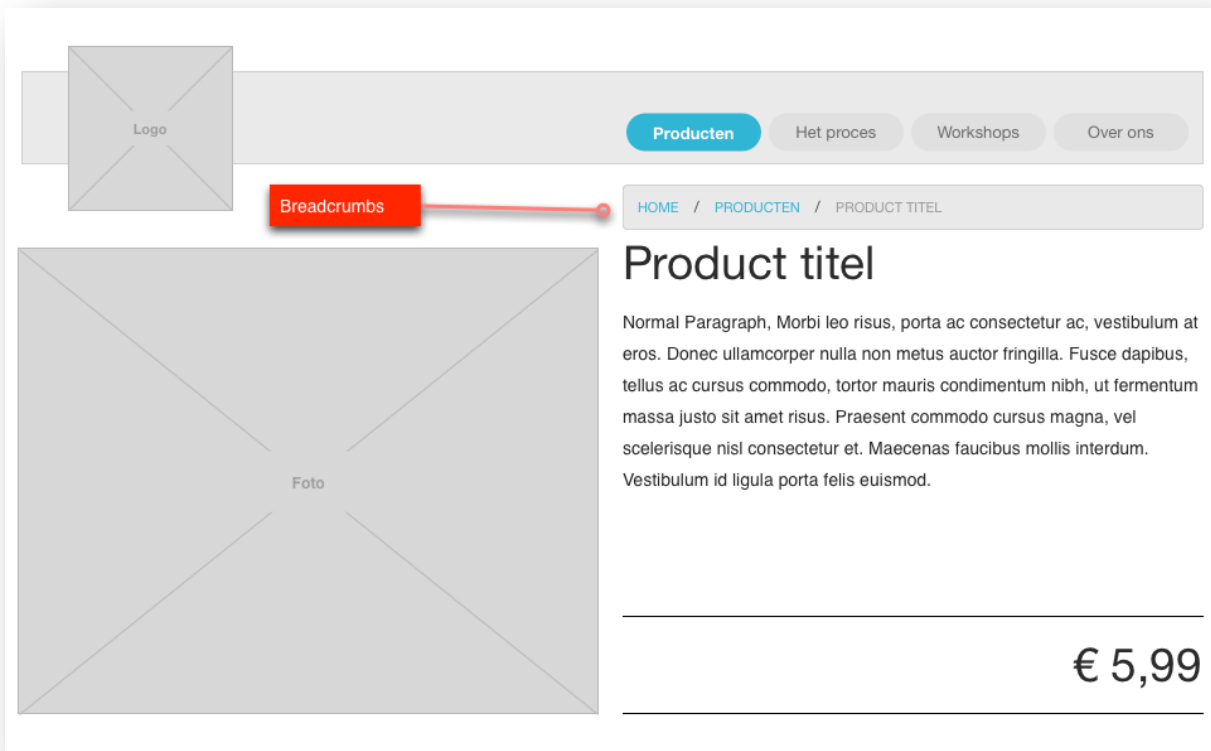 Logo
Producten Het proces Workshops Over ons
Breadcrumbs
HOME / PRODUCTEN / PRODUCT TITEL
Product titel
Normal Paragraph, Morbi leo risus, porta ac consectetur ac, vestibulum at
eros. Donec ullamcorper nulla non metus auctor fringilla. Fusce dapibus,
tellus ac cursus commodo, tortor mauris condimentum nibh, ut fermentum
massa justo sit amet risus. Praesent commodo cursus magna, vel
scelerisque nisl consectetur et. Maecenas faucibus mollis interdum.
Vestibulum id ligula porta felis euismod.
Foto
€ 5,99